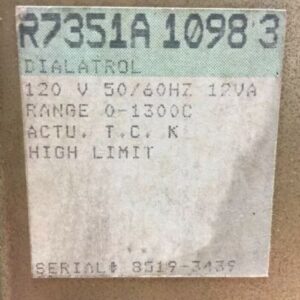 R7351A 1098 3
DIALATROL
120 V 50/60HZ 12VA
RANGE 0-1300C
ACTU. T.C. K
HIGH LIMIT
SERIAL# 8519-3439